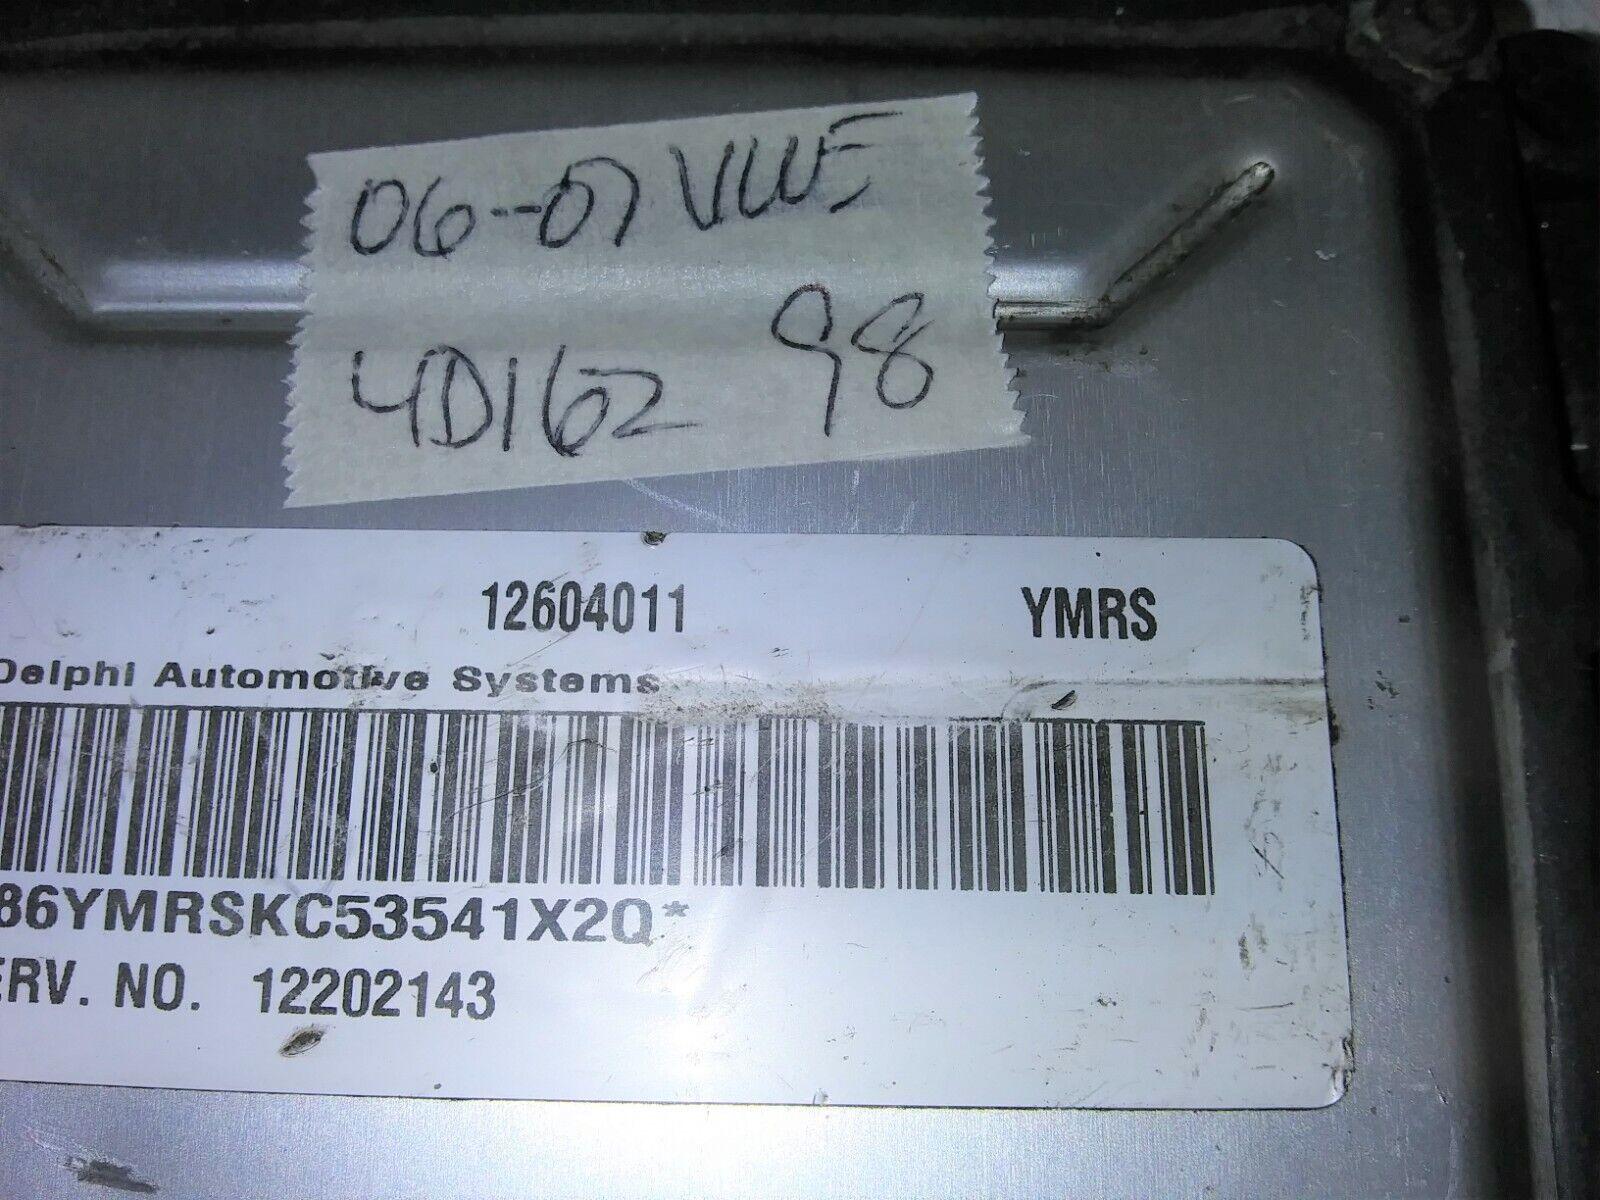 06--07 VUE
4D162 98
12604011 YMRS
Delphi Automotive Systems
86YMRSKC53541X2Q*
ERV. NO. 12202143